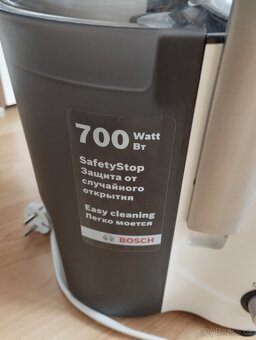 700 Watt
Вт
SafetyStop
Защита от
случайного
открытия
Easy cleaning
Легко моется
BOSCH